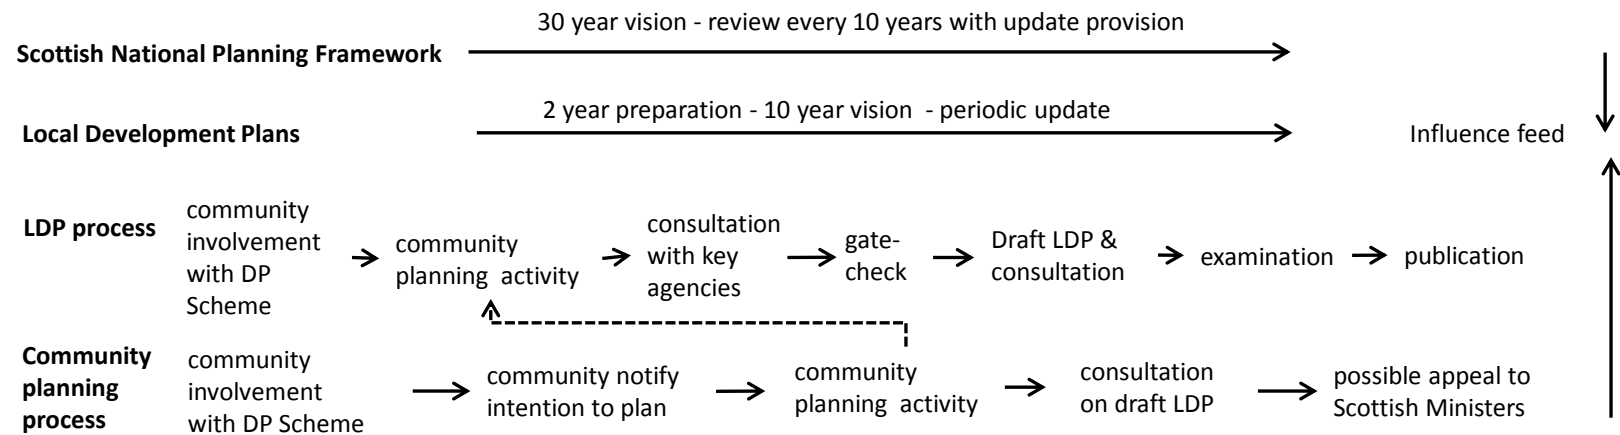 30 year vision - review every 10 years with update provision
Scottish National Planning Framework
2 year preparation - 10 year vision - periodic update
Local Development Plans
Influence feed
LDP process
community
involvement
with DP
Scheme
community
planning activity
consultation
with key
agencies
gate-
check
Draft LDP &
consultation
examination
publication
Community
planning
process
community
involvement
with DP Scheme
community notify
intention to plan
community
planning activity
consultation
on draft LDP
possible appeal to
Scottish Ministers